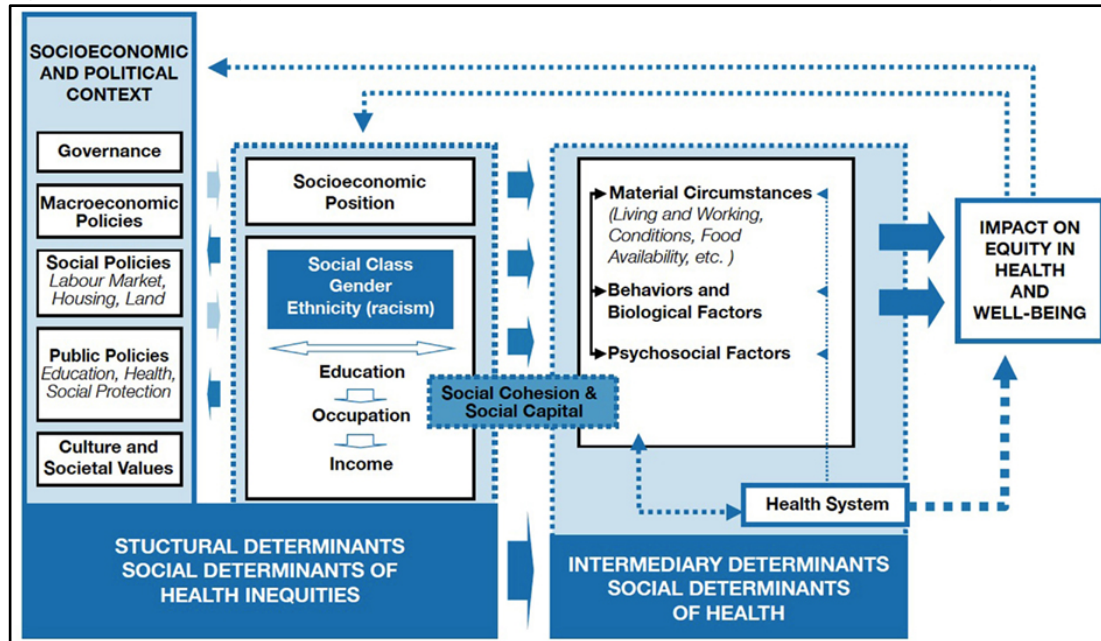 SOCIOECONOMIC
AND POLITICAL
CONTEXT
Governance
Macroeconomic
Policies
Social Policies
Labour Market,
Housing, Land
Public Policies
Education, Health,
Social Protection
Culture and
Societal Values
Socioeconomic
Position
Social Class
Gender
Ethnicity (racism)
Education
Occupation
Income
Social Cohesion &
Social Capital
Material Circumstances
(Living and Working,
Conditions, Food
Availability, etc. )
Behaviors and
Biological Factors
Psychosocial Factors
Health System
IMPACT ON
EQUITY IN
HEALTH
AND
WELL-BEING
STUCTURAL DETERMINANTS
SOCIAL DETERMINANTS OF
HEALTH INEQUITIES
INTERMEDIARY DETERMINANTS
SOCIAL DETERMINANTS
OF HEALTH